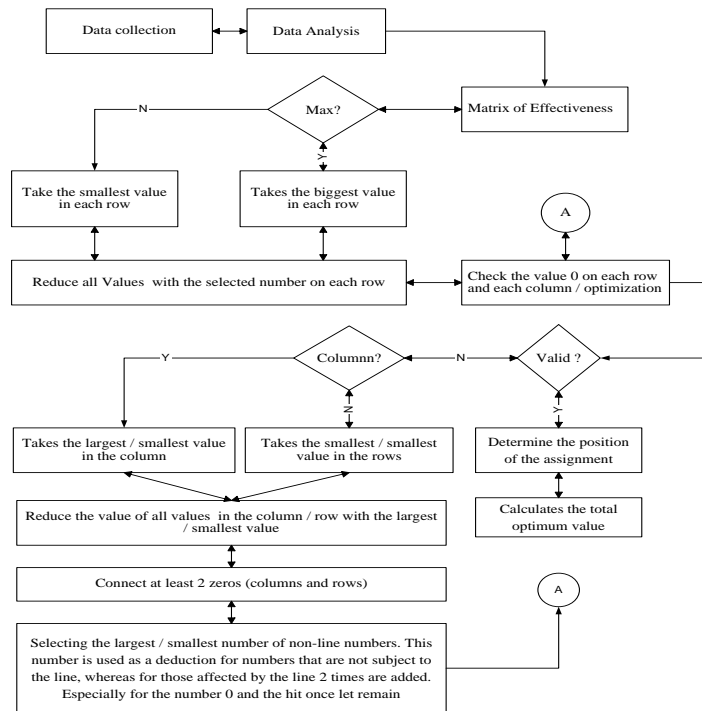 Data collection
Data Analysis
Max?
Matrix of Effectiveness
N
Y
Take the smallest value
in each row
Takes the biggest value
in each row
A
Reduce all Values with the selected number on each row
Check the value 0 on each row
and each column / optimization
Columnn?
Valid ?
Y
N
N
Y
Takes the largest / smallest value
in the column
Takes the smallest / smallest
value in the rows
Determine the position
of the assignment
Reduce the value of all values in the column / row with the largest
/ smallest value
Calculates the total
optimum value
Connect at least 2 zeros (columns and rows)
A
Selecting the largest / smallest number of non-line numbers. This
number is used as a deduction for numbers that are not subject to
the line, whereas for those affected by the line 2 times are added.
Especially for the number 0 and the hit once let remain